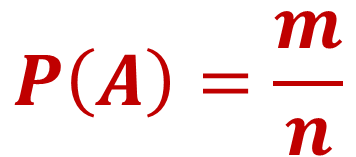 P(A) = m/n